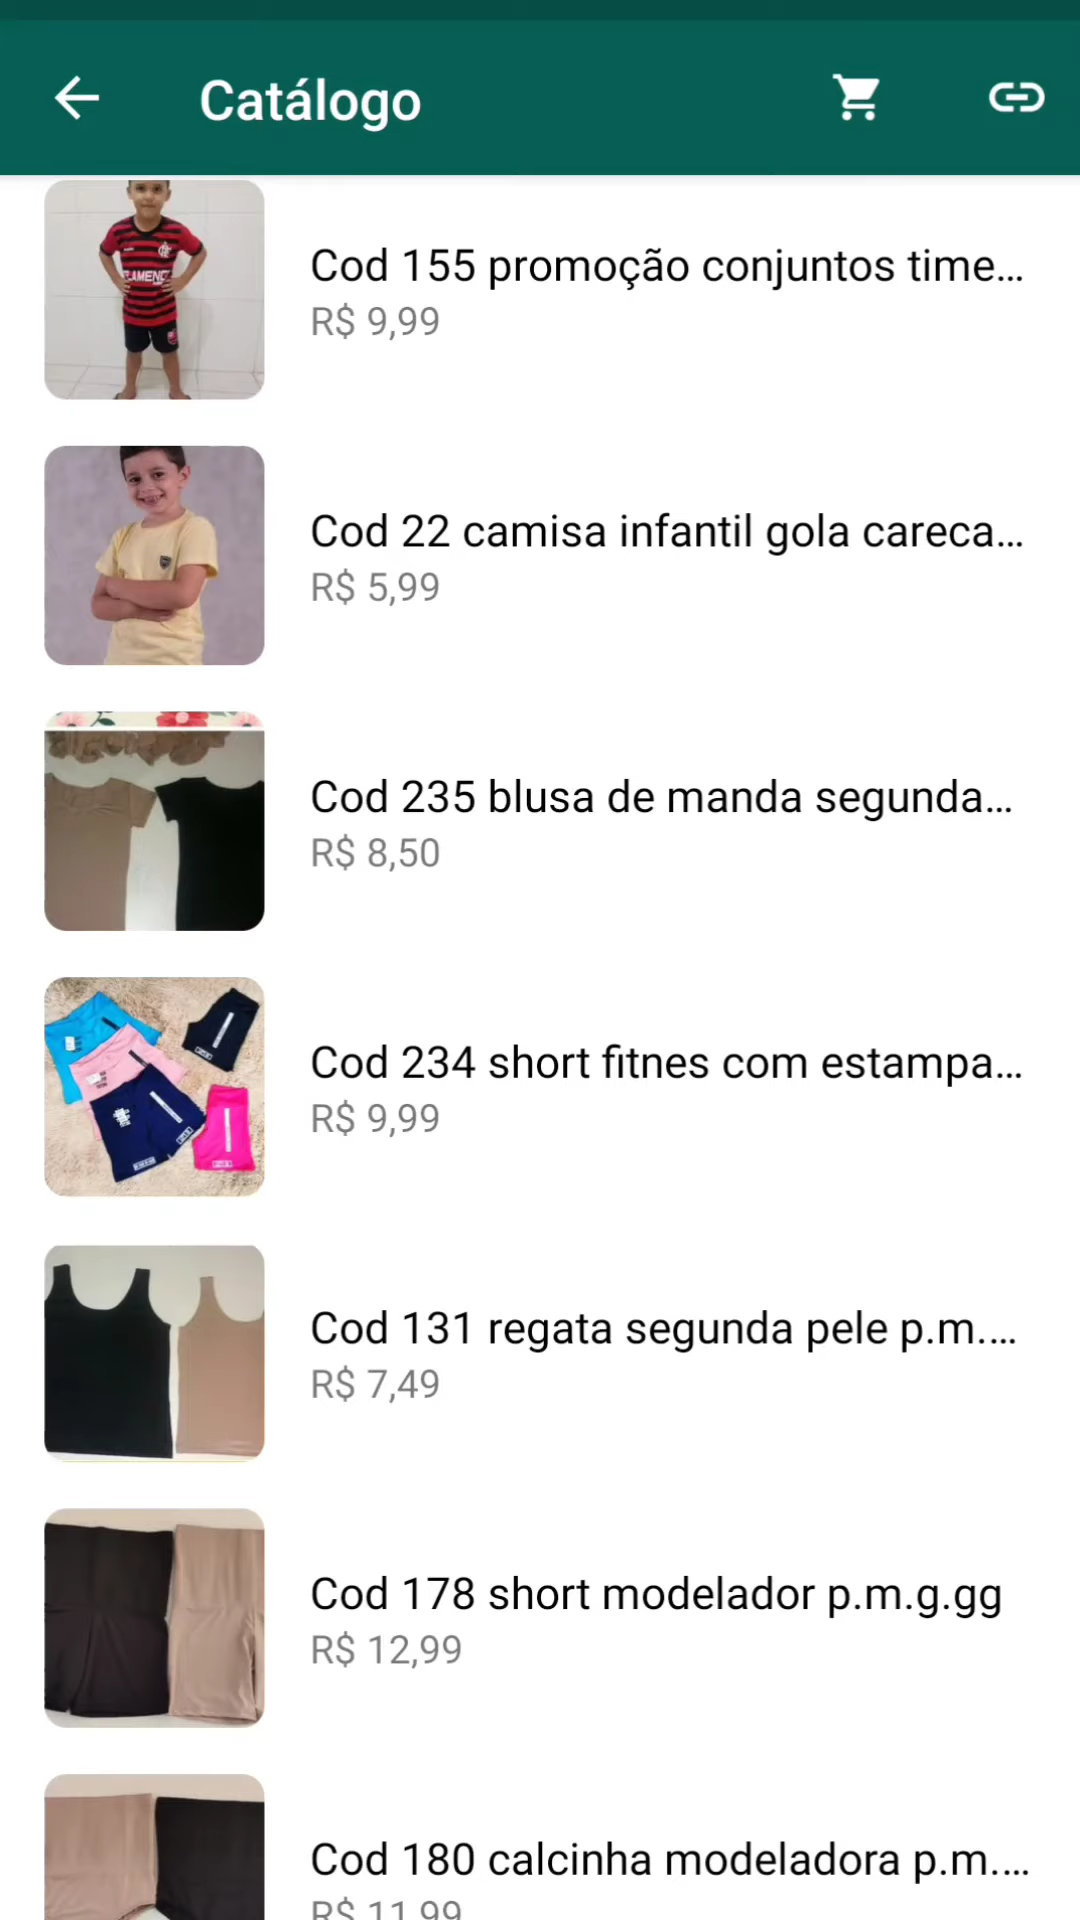 Catálogo
Cod 155 promoção conjuntos time...
R$ 9,99
Cod 22 camisa infantil gola careca...
R$ 5,99
Cod 235 blusa de manda segunda...
R$ 8,50
Cod 234 short fitnes com estampa...
R$ 9,99
Cod 131 regata segunda pele p.m....
R$ 7,49
Cod 178 short modelador p.m.g.gg
R$ 12,99
Cod 180 calcinha modeladora p.m....
R$ 11,99